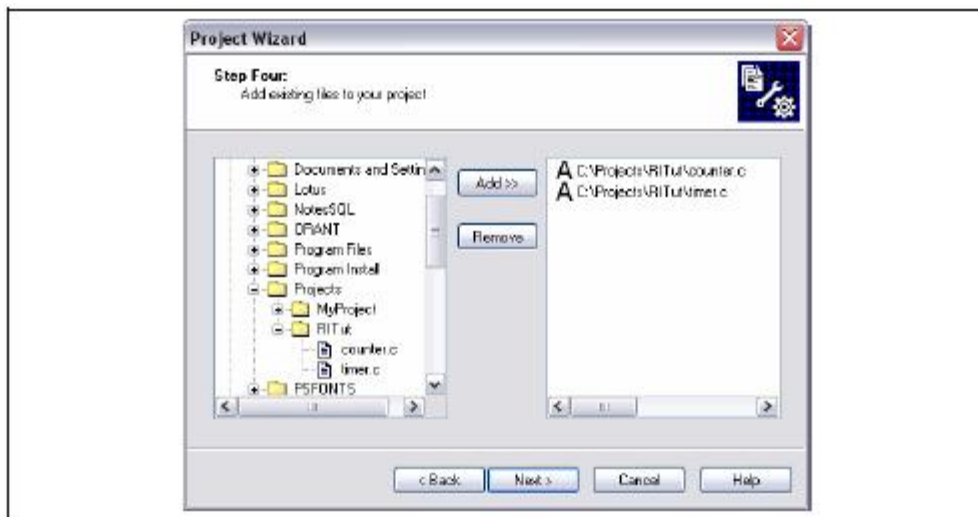 Project Wizard
Step Four:
Add existing files to your project
Documents and Settin
Lotus
NotesSQL
ORANT
Program Files
Program Install
Projects
MyProject
RITut
counter.c
timer.c
PSFONTS
Add >>
Remove
A C:\Projects\RITut\counter.c
A C:\Projects\RITut\timer.c
< Back
Next >
Cancel
Help